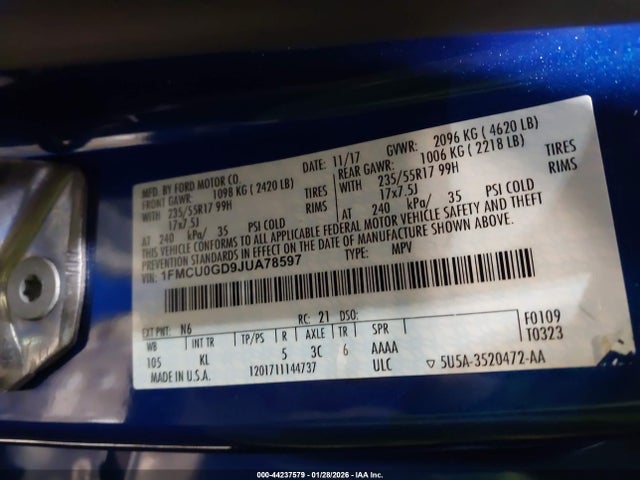 MFD. BY FORD MOTOR CO. DATE: 11/17 GVWR: 2096 KG ( 4620 LB)
FRONT GAWR: 1098 KG ( 2420 LB) REAR GAWR: 1006 KG ( 2218 LB)
WITH 235/55R17 99H TIRES WITH 235/55R17 99H TIRES
17x7.5J RIMS 17x7.5J RIMS
AT 240 kPa/ 35 PSI COLD AT 240 kPa/ 35 PSI COLD
THIS VEHICLE CONFORMS TO ALL APPLICABLE FEDERAL MOTOR VEHICLE SAFETY AND THEFT
PREVENTION STANDARDS IN EFFECT ON THE DATE OF MANUFACTURE SHOWN ABOVE.
VIN: 1FMCU0GD9JUA78597 TYPE: MPV
EXT PNT: N6 RC: 21 DSO: F0109
WB INT TR TP/PS R AXLE TR SPR T0323
105 KL 5 3C 6 AAAA
MADE IN U.S.A. 1201711144737 ULC ▽ 5U5A-3520472-AA
000-44237579 - 01/28/2026 - IAA Inc.